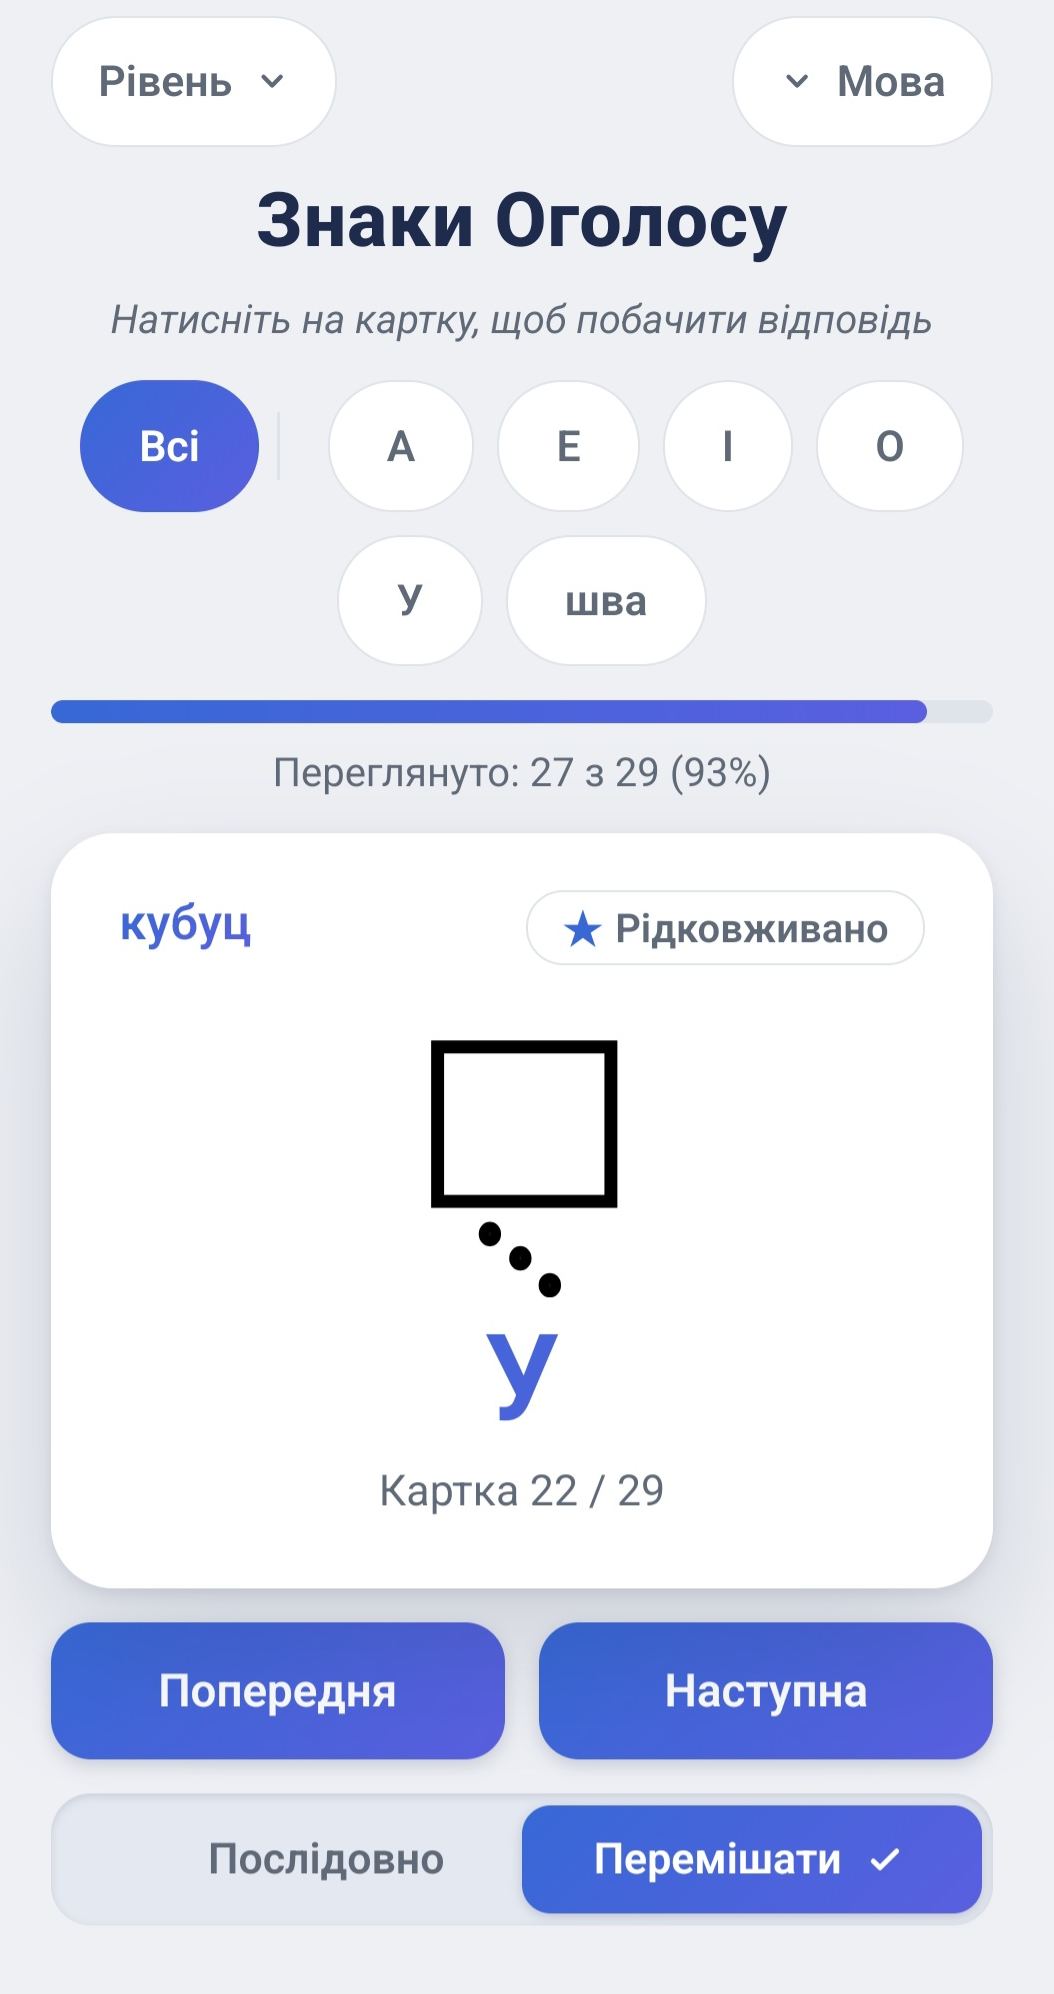 Рівень
Мова
Знаки Оголосу
Натисніть на картку, щоб побачити відповідь
Всі А Е І О
У шва
Переглянуто: 27 з 29 (93%)
кубуц
★ Рідковживано
У
Картка 22 / 29
Попередня
Наступна
Послідовно
Перемішати ✓